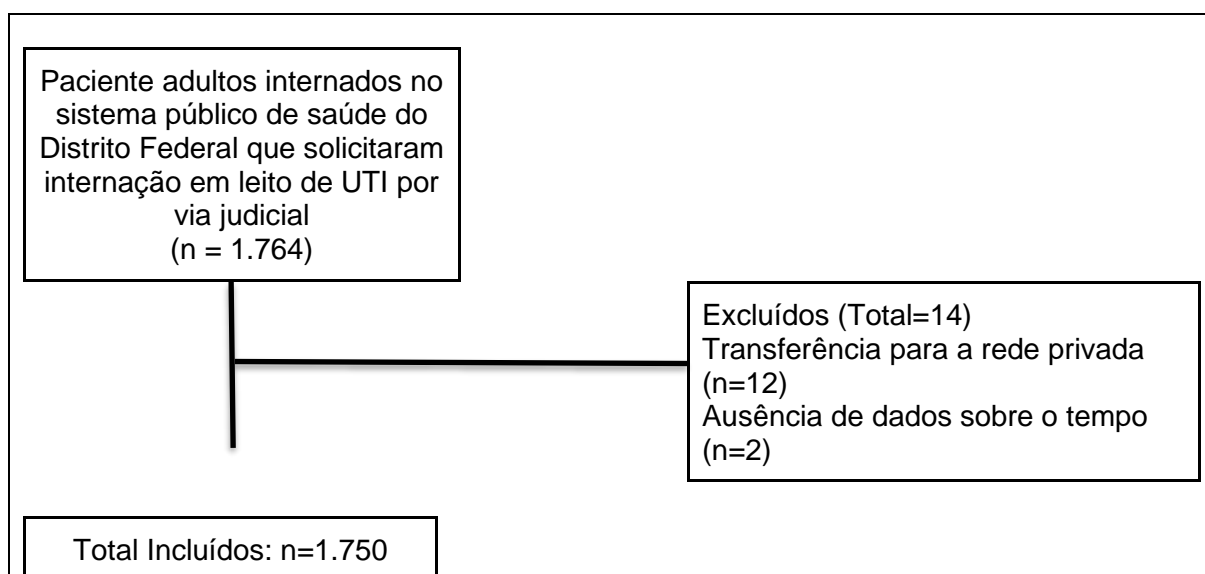 Paciente adultos internados no
sistema público de saúde do
Distrito Federal que solicitaram
internação em leito de UTI por
via judicial
(n = 1.764)
Excluídos (Total=14)
Transferência para a rede privada
(n=12)
Ausência de dados sobre o tempo
(n=2)
Total Incluídos: n=1.750